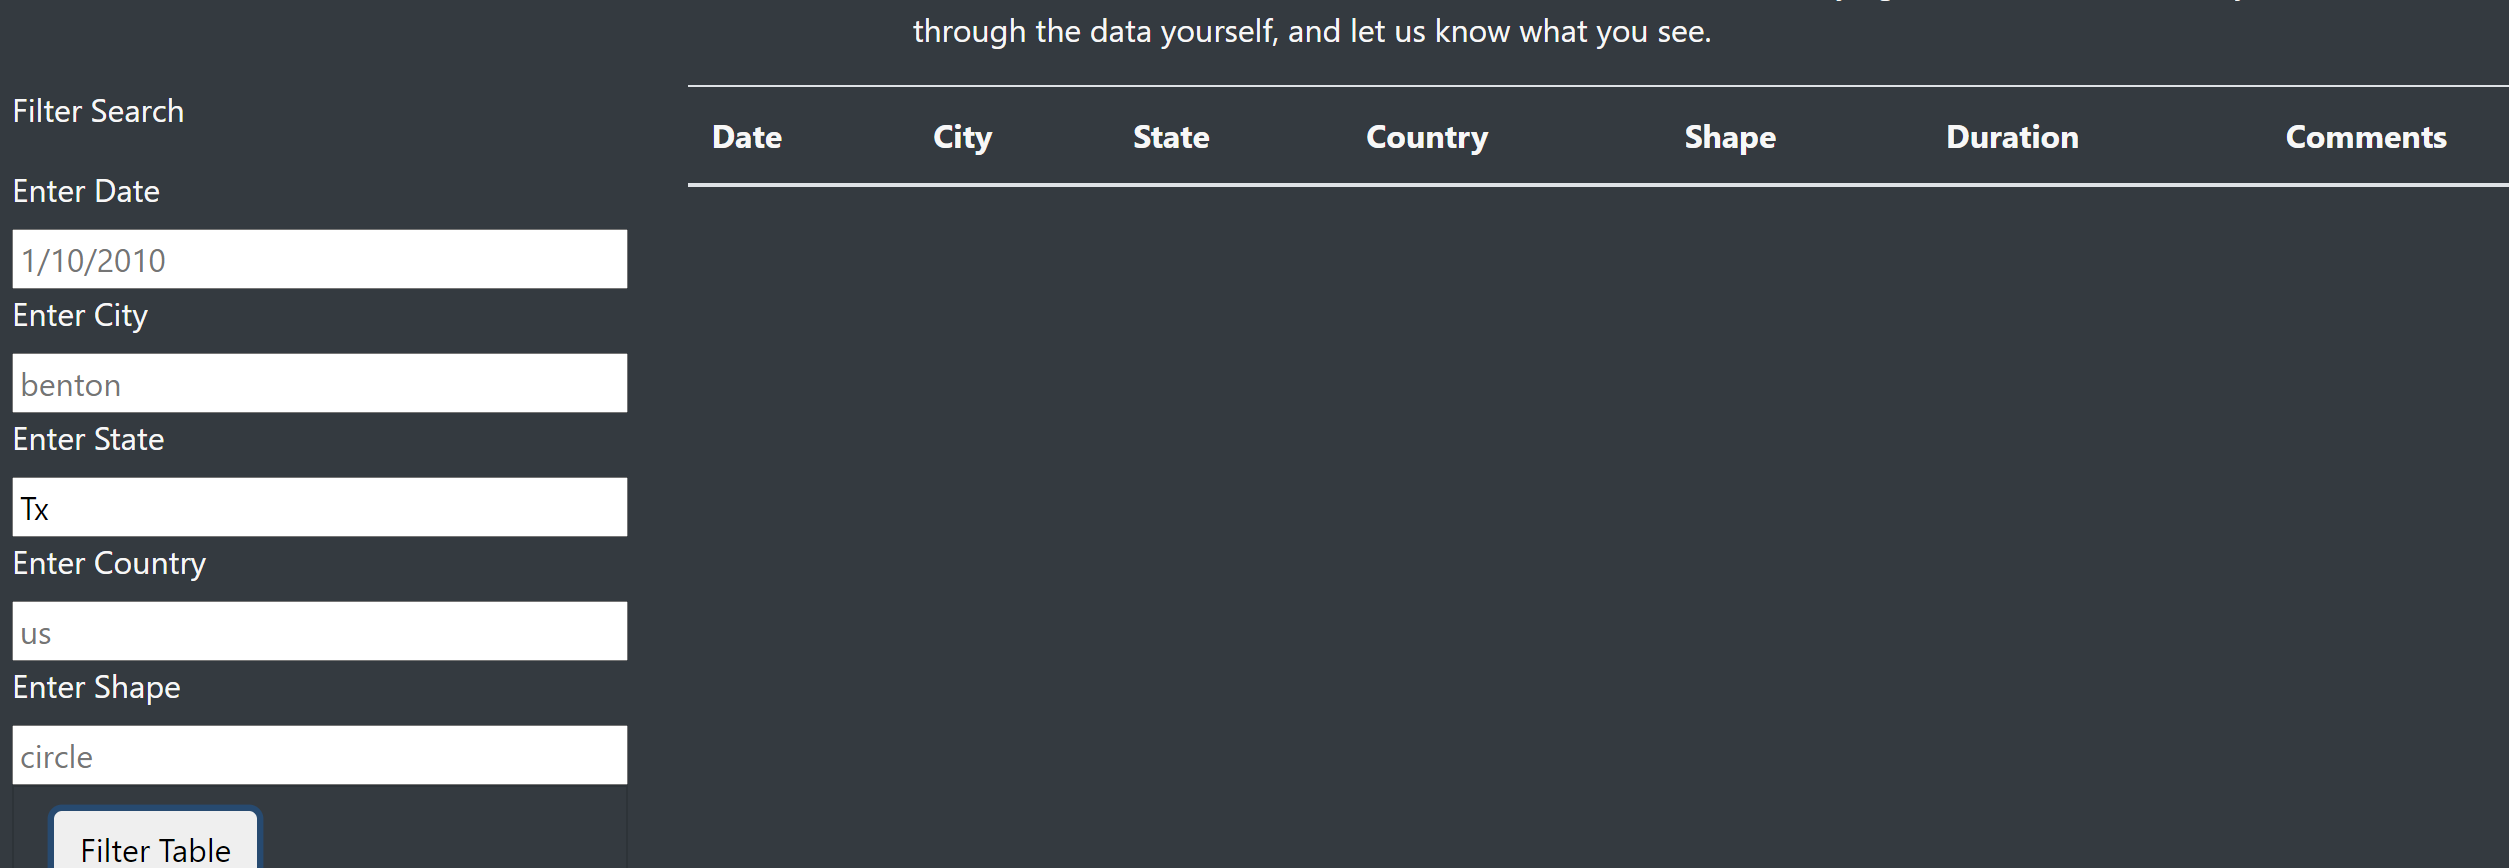 through the data yourself, and let us know what you see.
Filter Search
Enter Date
1/10/2010
Enter City
benton
Enter State
Tx
Enter Country
us
Enter Shape
circle
Filter Table
Date City State Country Shape Duration Comments